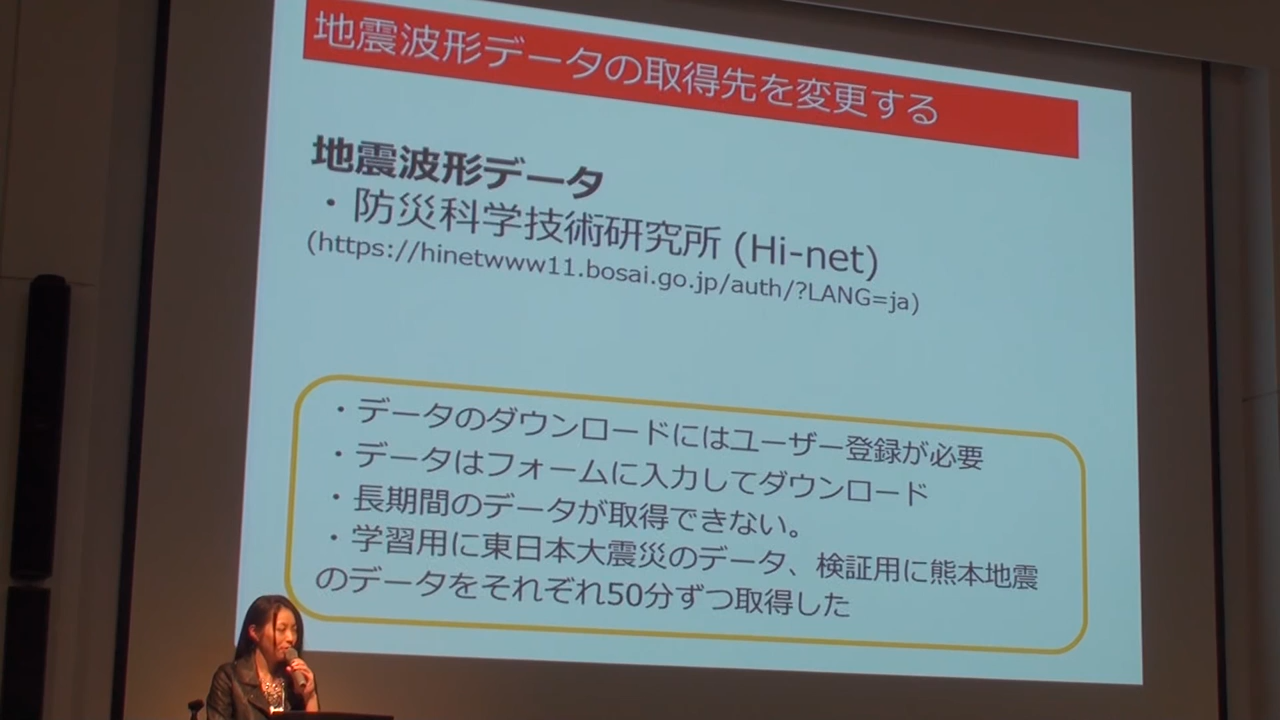 地震波形データの取得先を変更する
地震波形データ
・防災科学技術研究所 (Hi-net)
(https://hinetwww11.bosai.go.jp/auth/?LANG=ja)
・データのダウンロードにはユーザー登録が必要
・データはフォームに入力してダウンロード
・長期間のデータが取得できない。
・学習用に東日本大震災のデータ、検証用に熊本地震
のデータをそれぞれ50分ずつ取得した